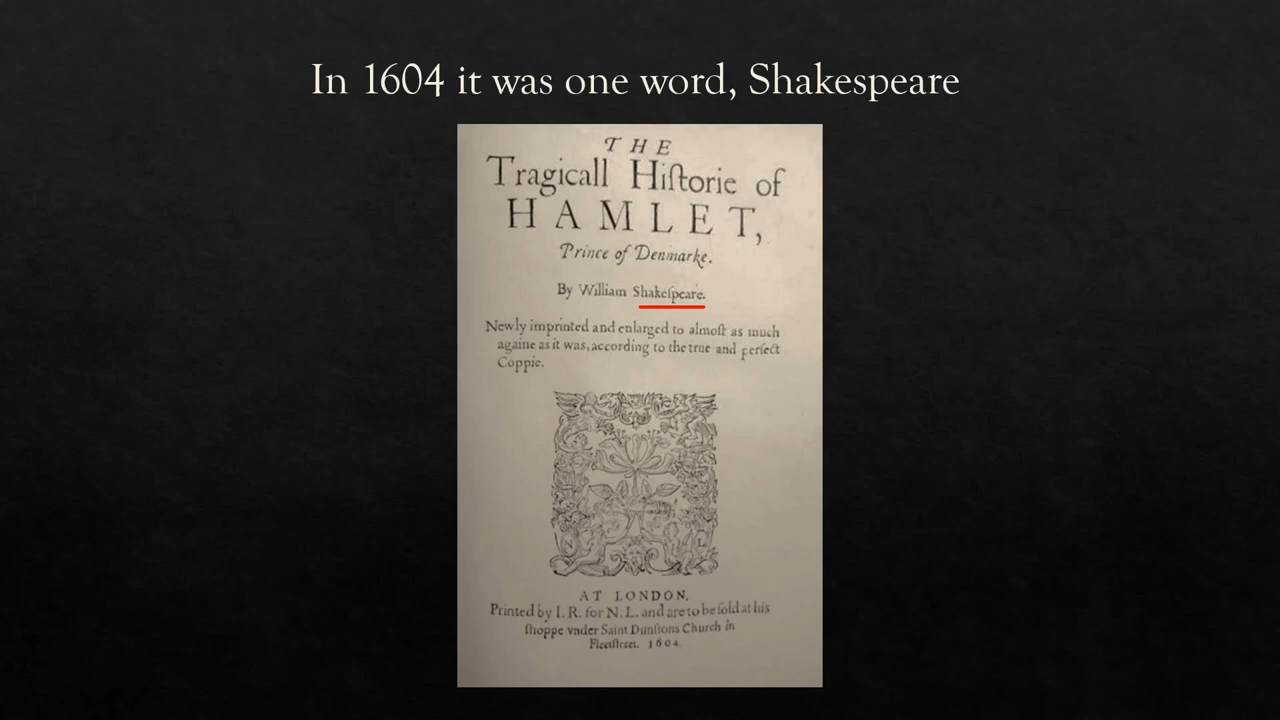 In 1604 it was one word, Shakespeare
THE
Tragicall Hiſtorie of
HAMLET,
Prince of Denmarke.
By William Shakeſpeare.
Newly imprinted and enlarged to almoſt as much
againe as it was, according to the true and perfect
Coppie.
N L
AT LONDON,
Printed by I. R. for N. L. and are to be ſold at his
ſhoppe vnder Saint Dunſtons Church in
Fleetſtreet. 1604.